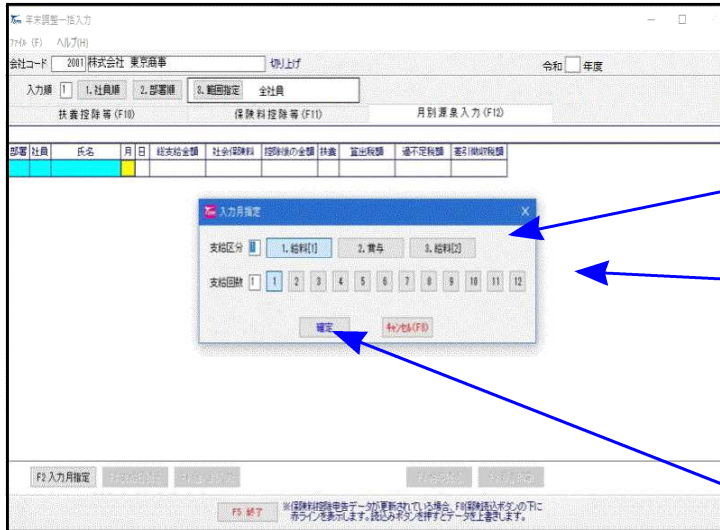 年末調整一括入力
ﾌｧｲﾙ (F) ヘルプ(H)
会社コード 2001 株式会社 東京商事 切り上げ 令和 年度
入力順 1 1.社員順 2.部署順 3.範囲指定 全社員
扶養控除等(F10) 保険料控除等(F11) 月別源泉入力(F12)
部署 社員 氏名 月 日 総支給金額 社会保険料 控除後の金額 扶養 算出税額 過不足税額 差引徴収税額
入力月指定 X
支給区分 1 1.給料[1] 2.賞与 3.給料[2]
支給回数 1 1 2 3 4 5 6 7 8 9 10 11 12
確定 ｷｬﾝｾﾙ(F8)
F2入力月指定
F5 終了 ※保険料控除申告データが更新されている場合、F8保険読込ボタンの下に
赤ラインを表示します。読込みボタンを押すとデータを上書きします。